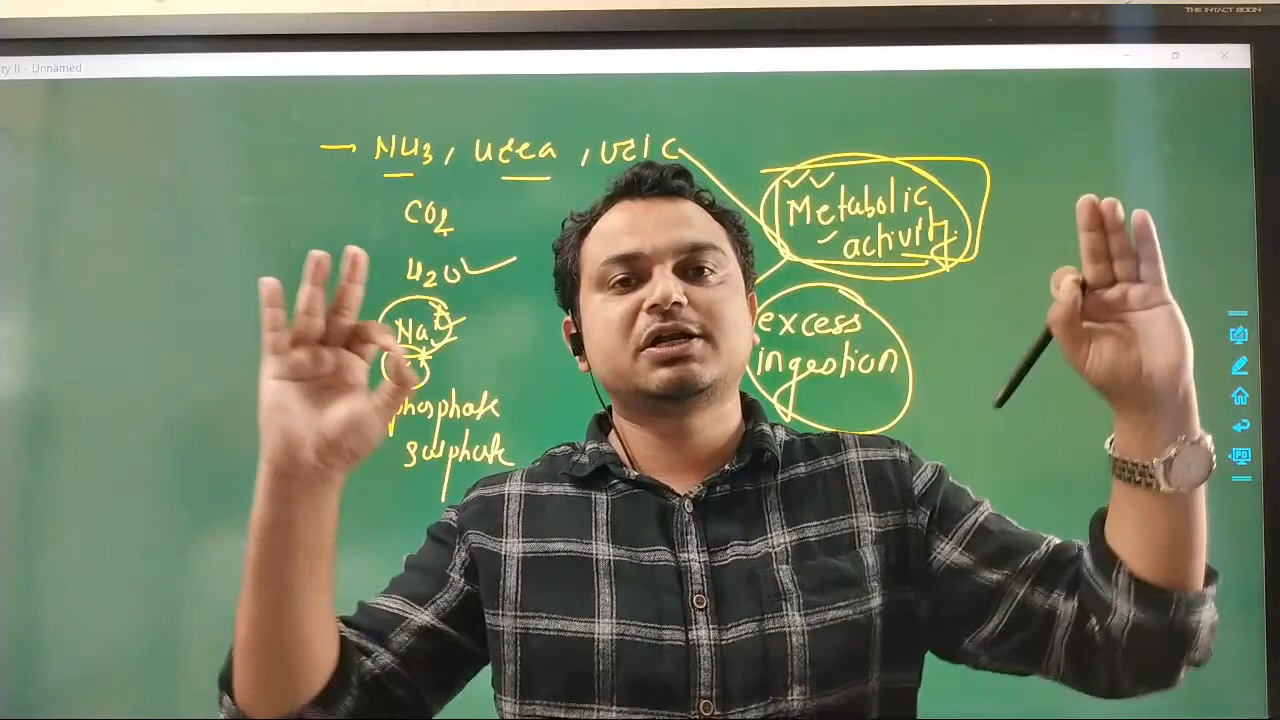 THE INTACT BOON
ty II - Unnamed
→ NH3, Urea, Uric
CO2
H2O ✓
Na+
phosphate
sulphate
Metabolic
activity
excess
ingestion